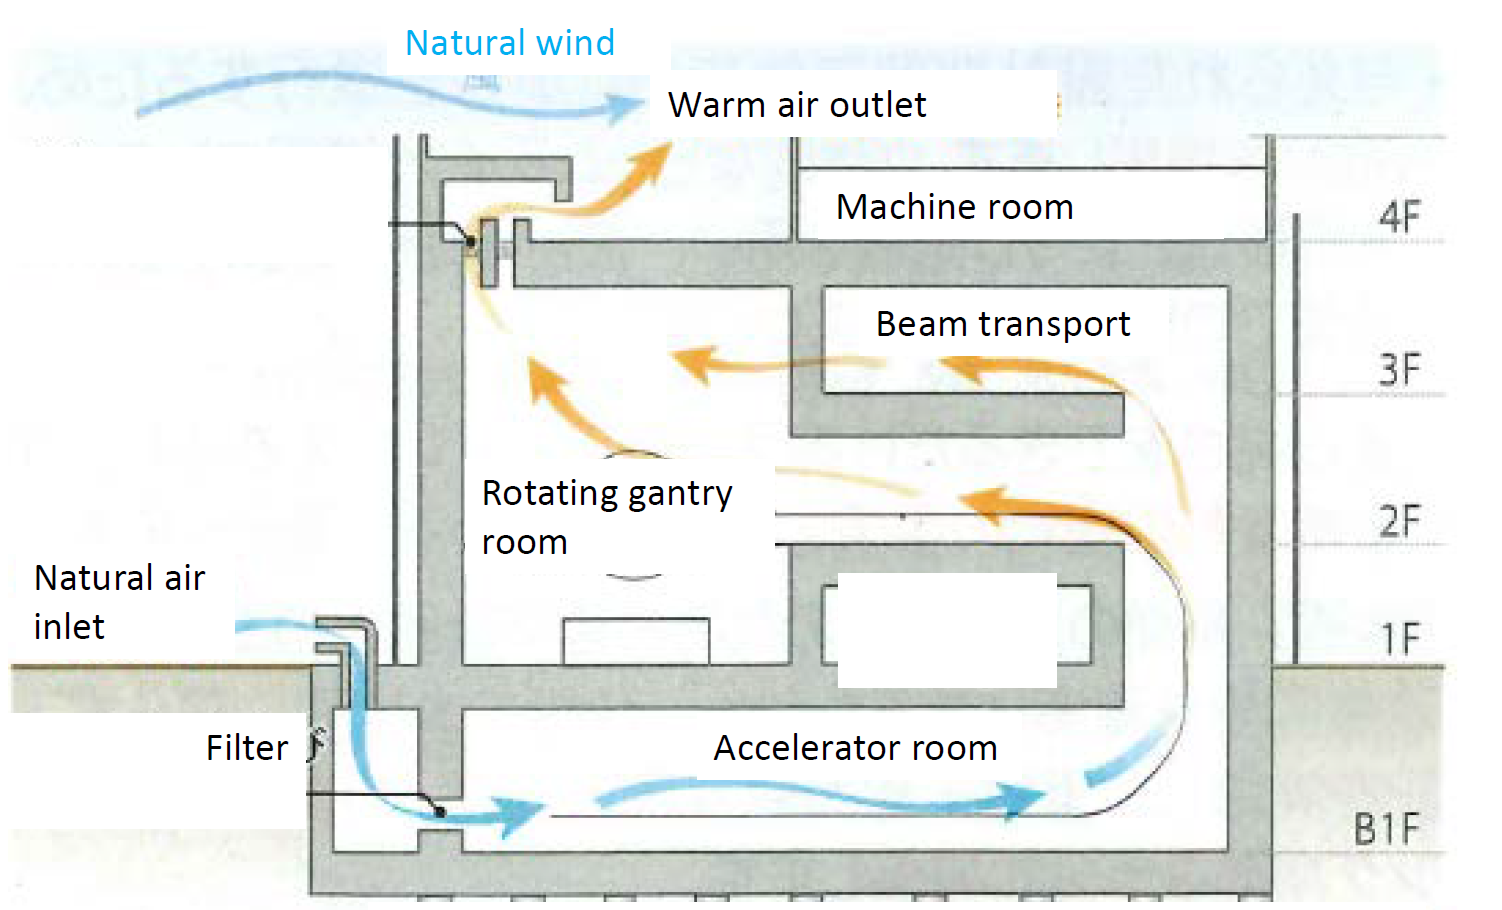 Natural wind
風
Warm air outlet
Machine room
4F
Beam transport
3F
Rotating gantry
room
2F
Natural air
inlet
1F
Filter
Accelerator room
B1F